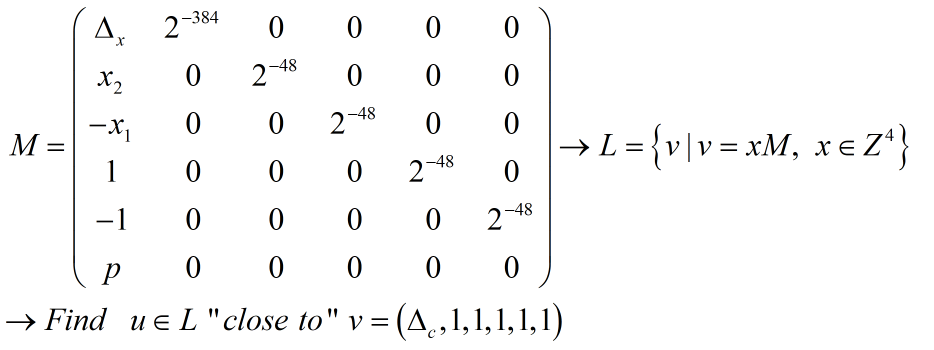 M = ( Δ_x 2^{-384} 0 0 0 0
x_2 0 2^{-48} 0 0 0
-x_1 0 0 2^{-48} 0 0
1 0 0 0 2^{-48} 0
-1 0 0 0 0 2^{-48}
p 0 0 0 0 0 ) → L = {v | v = xM, x ∈ Z^4}
→ Find u ∈ L "close to" v = (Δ_c, 1, 1, 1, 1, 1)